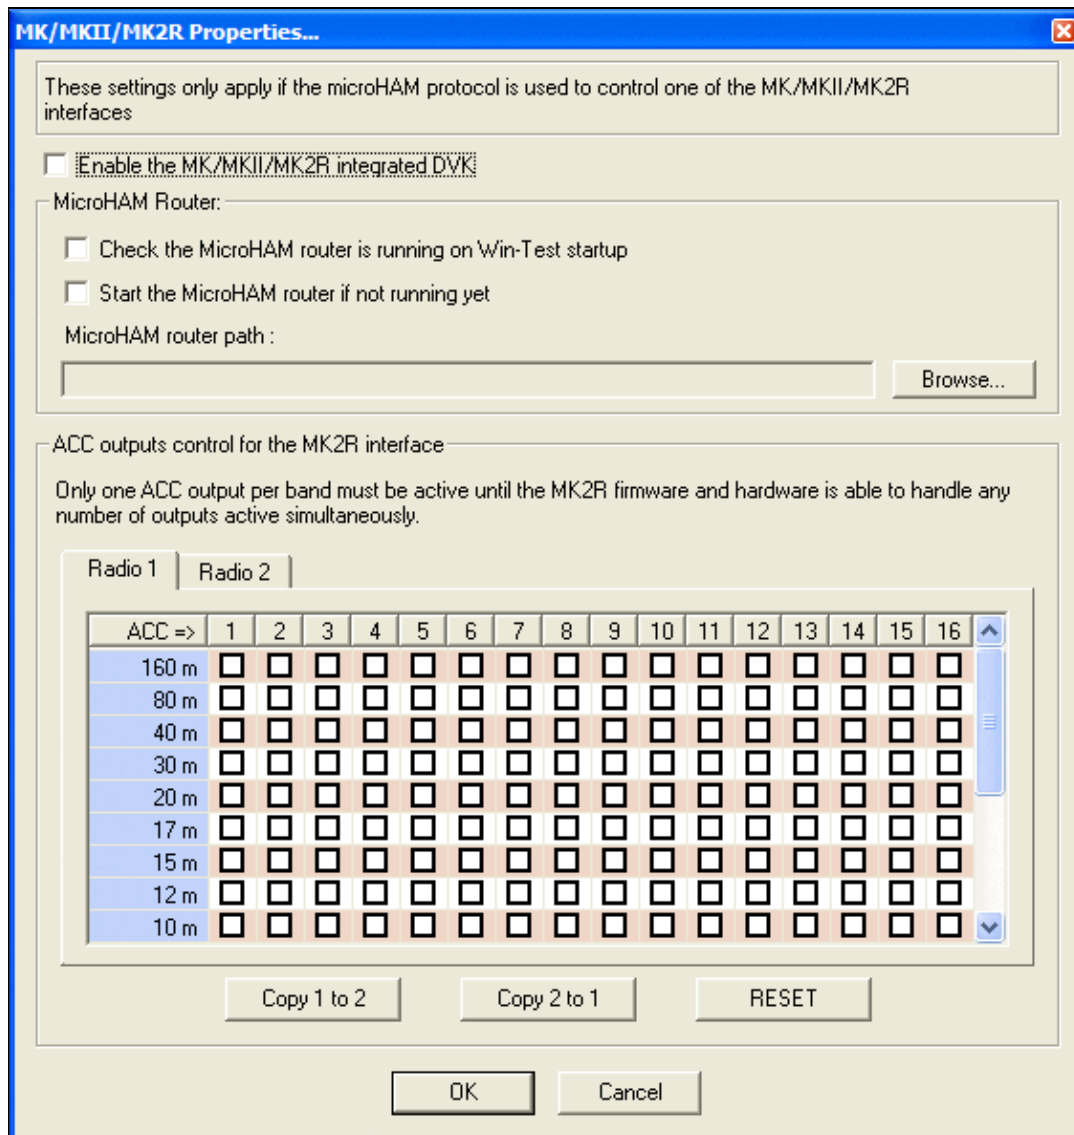 MK/MKII/MK2R Properties...
These settings only apply if the microHAM protocol is used to control one of the MK/MKII/MK2R
interfaces
Enable the MK/MKII/MK2R integrated DVK
MicroHAM Router:
Check the MicroHAM router is running on Win-Test startup
Start the MicroHAM router if not running yet
MicroHAM router path :
Browse...
ACC outputs control for the MK2R interface
Only one ACC output per band must be active until the MK2R firmware and hardware is able to handle any
number of outputs active simultaneously.
Radio 1 Radio 2
ACC => 1 2 3 4 5 6 7 8 9 10 11 12 13 14 15 16
160 m
80 m
40 m
30 m
20 m
17 m
15 m
12 m
10 m
Copy 1 to 2 Copy 2 to 1 RESET
OK Cancel